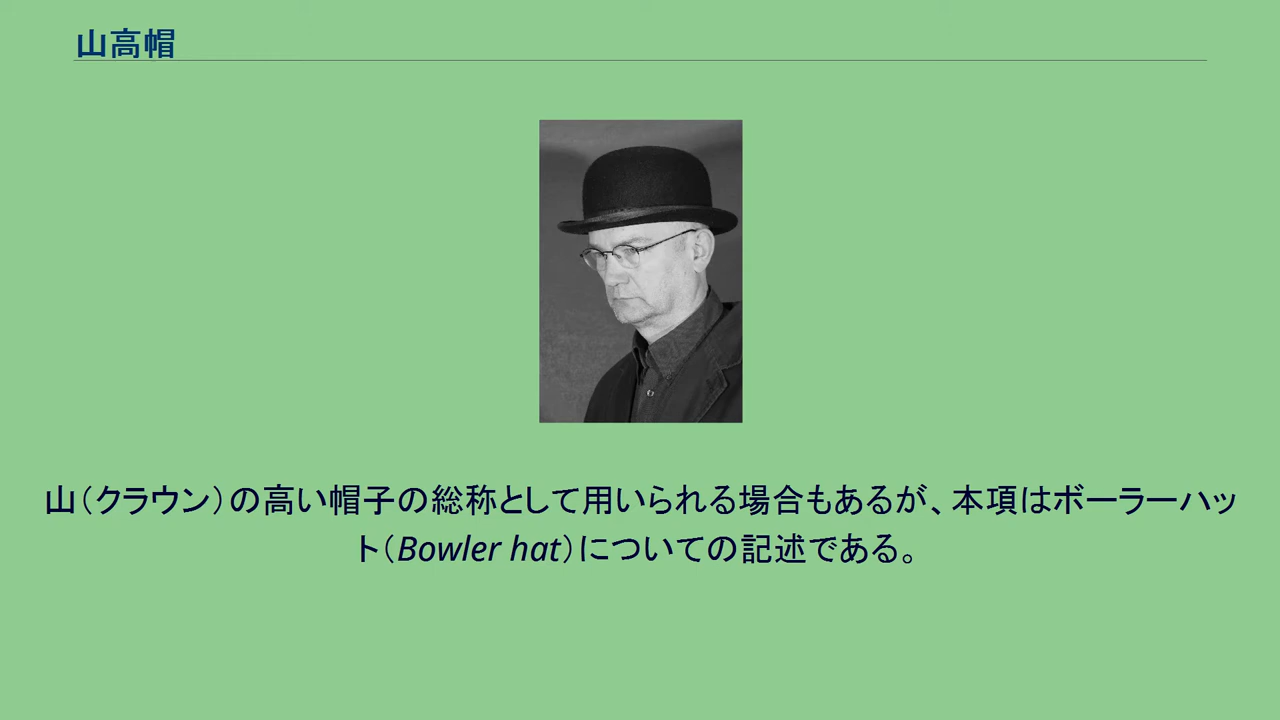 山高帽
山（クラウン）の高い帽子の総称として用いられる場合もあるが、本項はボーラーハッ
ト（Bowler hat）についての記述である。